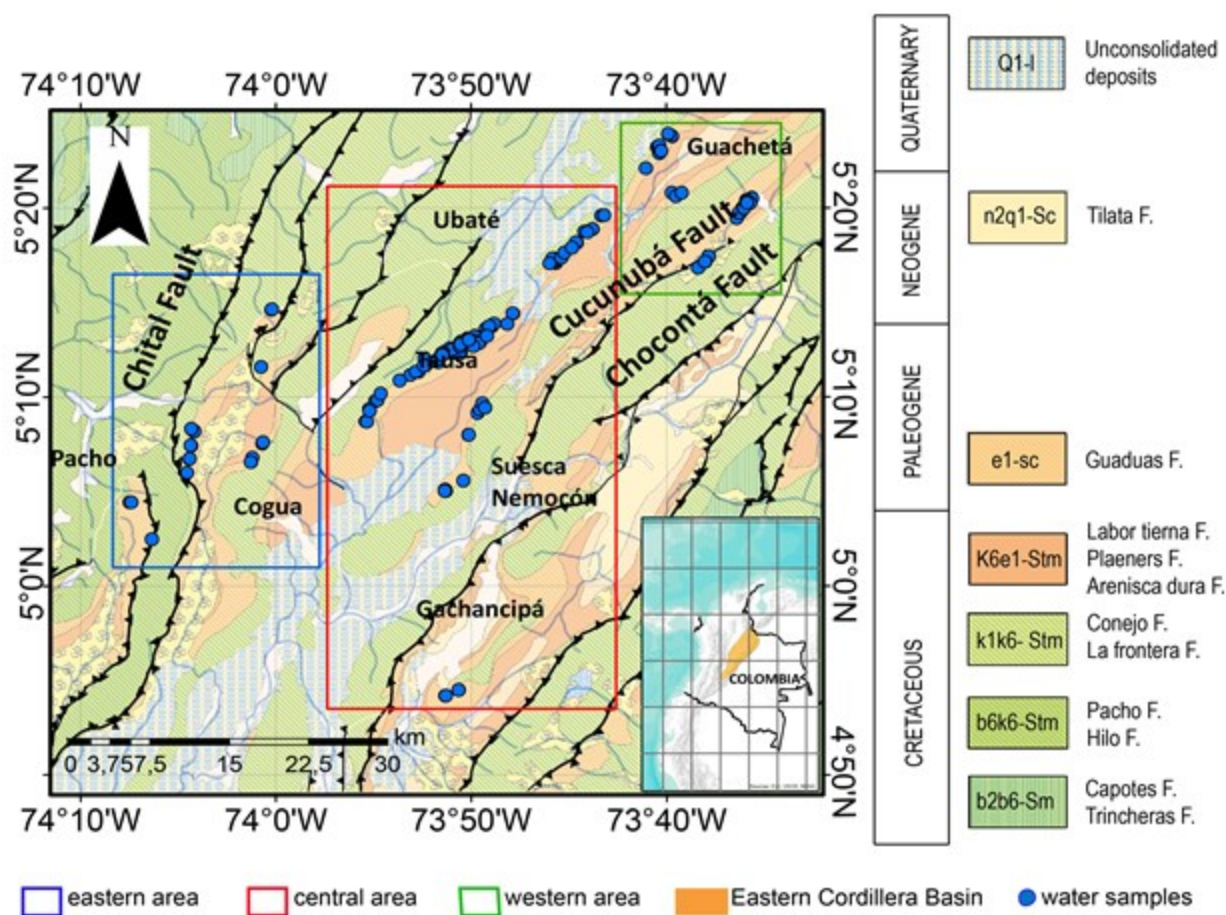 74°10'W 74°0'W 73°50'W 73°40'W
N
5°20'N
5°10'N
5°0'N
5°20'N
5°10'N
5°0'N
4°50'N
Guachetá
Ubaté
Chital Fault
Cucunubá Fault
Chocontá Fault
Tausa
Pacho
Cogua
Suesca
Nemocón
Gachancipá
COLOMBIA
km
0 3,757,5 15 22,5 30
74°10'W 74°0'W 73°50'W 73°40'W
QUATERNARY
NEOGENE
PALEOGENE
CRETACEOUS
Q1-l Unconsolidated
deposits
n2q1-Sc Tilata F.
e1-sc Guaduas F.
K6e1-Stm Labor tierna F.
Plaeners F.
Arenisca dura F.
k1k6- Stm Conejo F.
La frontera F.
b6k6-Stm Pacho F.
Hilo F.
b2b6-Sm Capotes F.
Trincheras F.
eastern area central area western area Eastern Cordillera Basin water samples